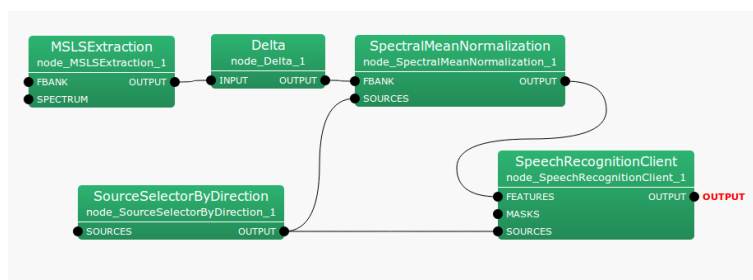 MSLSExtraction
node_MSLSExtraction_1
FBANK OUTPUT
SPECTRUM
Delta
node_Delta_1
INPUT OUTPUT
SpectralMeanNormalization
node_SpectralMeanNormalization_1
FBANK OUTPUT
SOURCES
SourceSelectorByDirection
node_SourceSelectorByDirection_1
SOURCES OUTPUT
SpeechRecognitionClient
node_SpeechRecognitionClient_1
FEATURES OUTPUT OUTPUT
MASKS
SOURCES